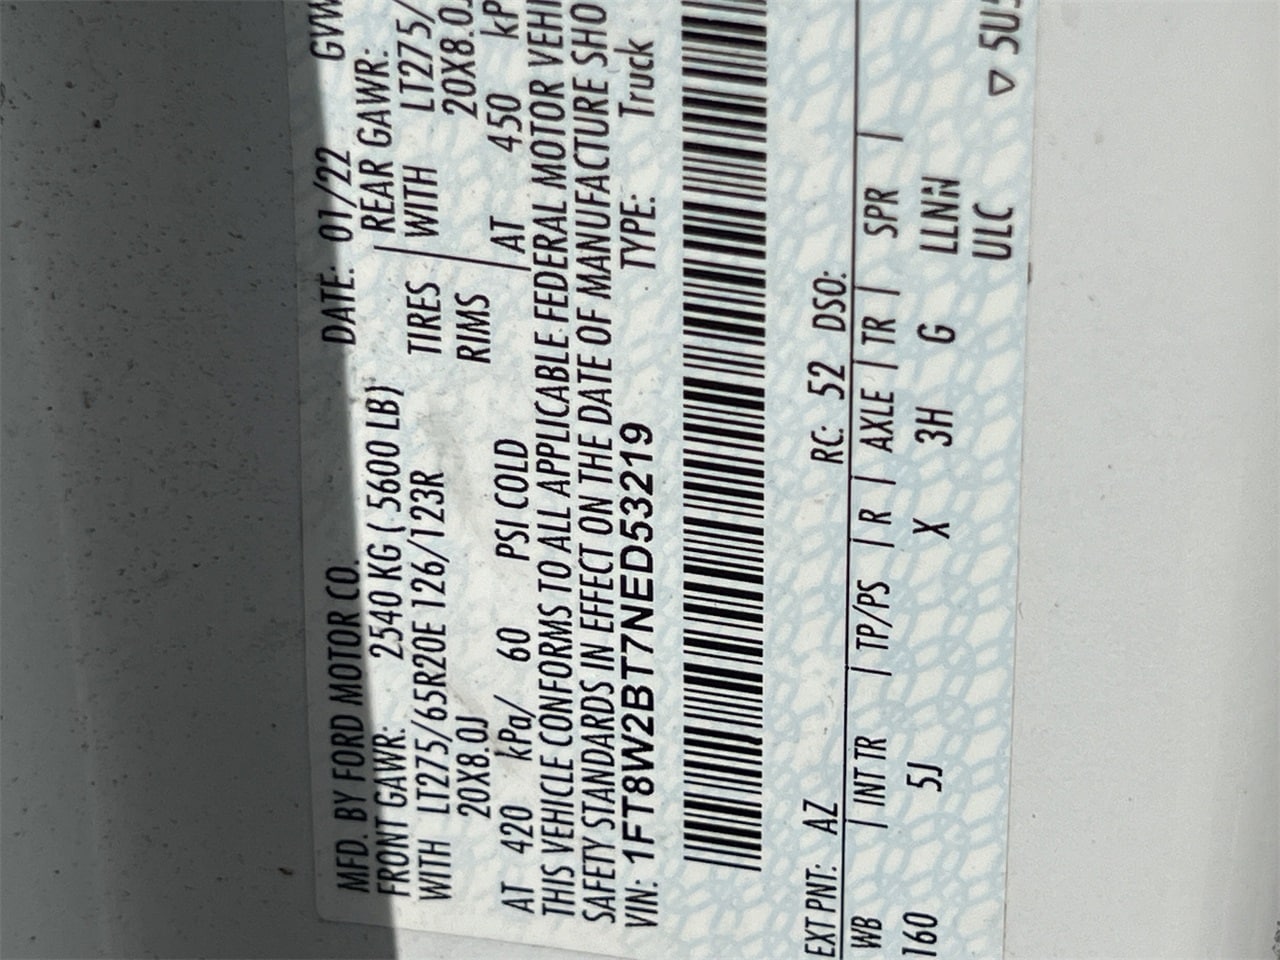 MFD. BY FORD MOTOR CO. DATE: 01/22 GVW
FRONT GAWR: 2540 KG ( 5600 LB) REAR GAWR:
WITH LT275/65R20E 126/123R TIRES WITH LT275/
20X8.0J RIMS 20X8.0J
AT 420 kPa/ 60 PSI COLD AT 450 kP
THIS VEHICLE CONFORMS TO ALL APPLICABLE FEDERAL MOTOR VEHI
SAFETY STANDARDS IN EFFECT ON THE DATE OF MANUFACTURE SHO
VIN: 1FT8W2BT7NED53219 TYPE: Truck
EXT PNT: AZ RC: 52 DSO:
WB | INT TR | TP/PS | R | AXLE | TR | SPR |
160 5J X 3H G LLNN
ULC ▽ 5U5